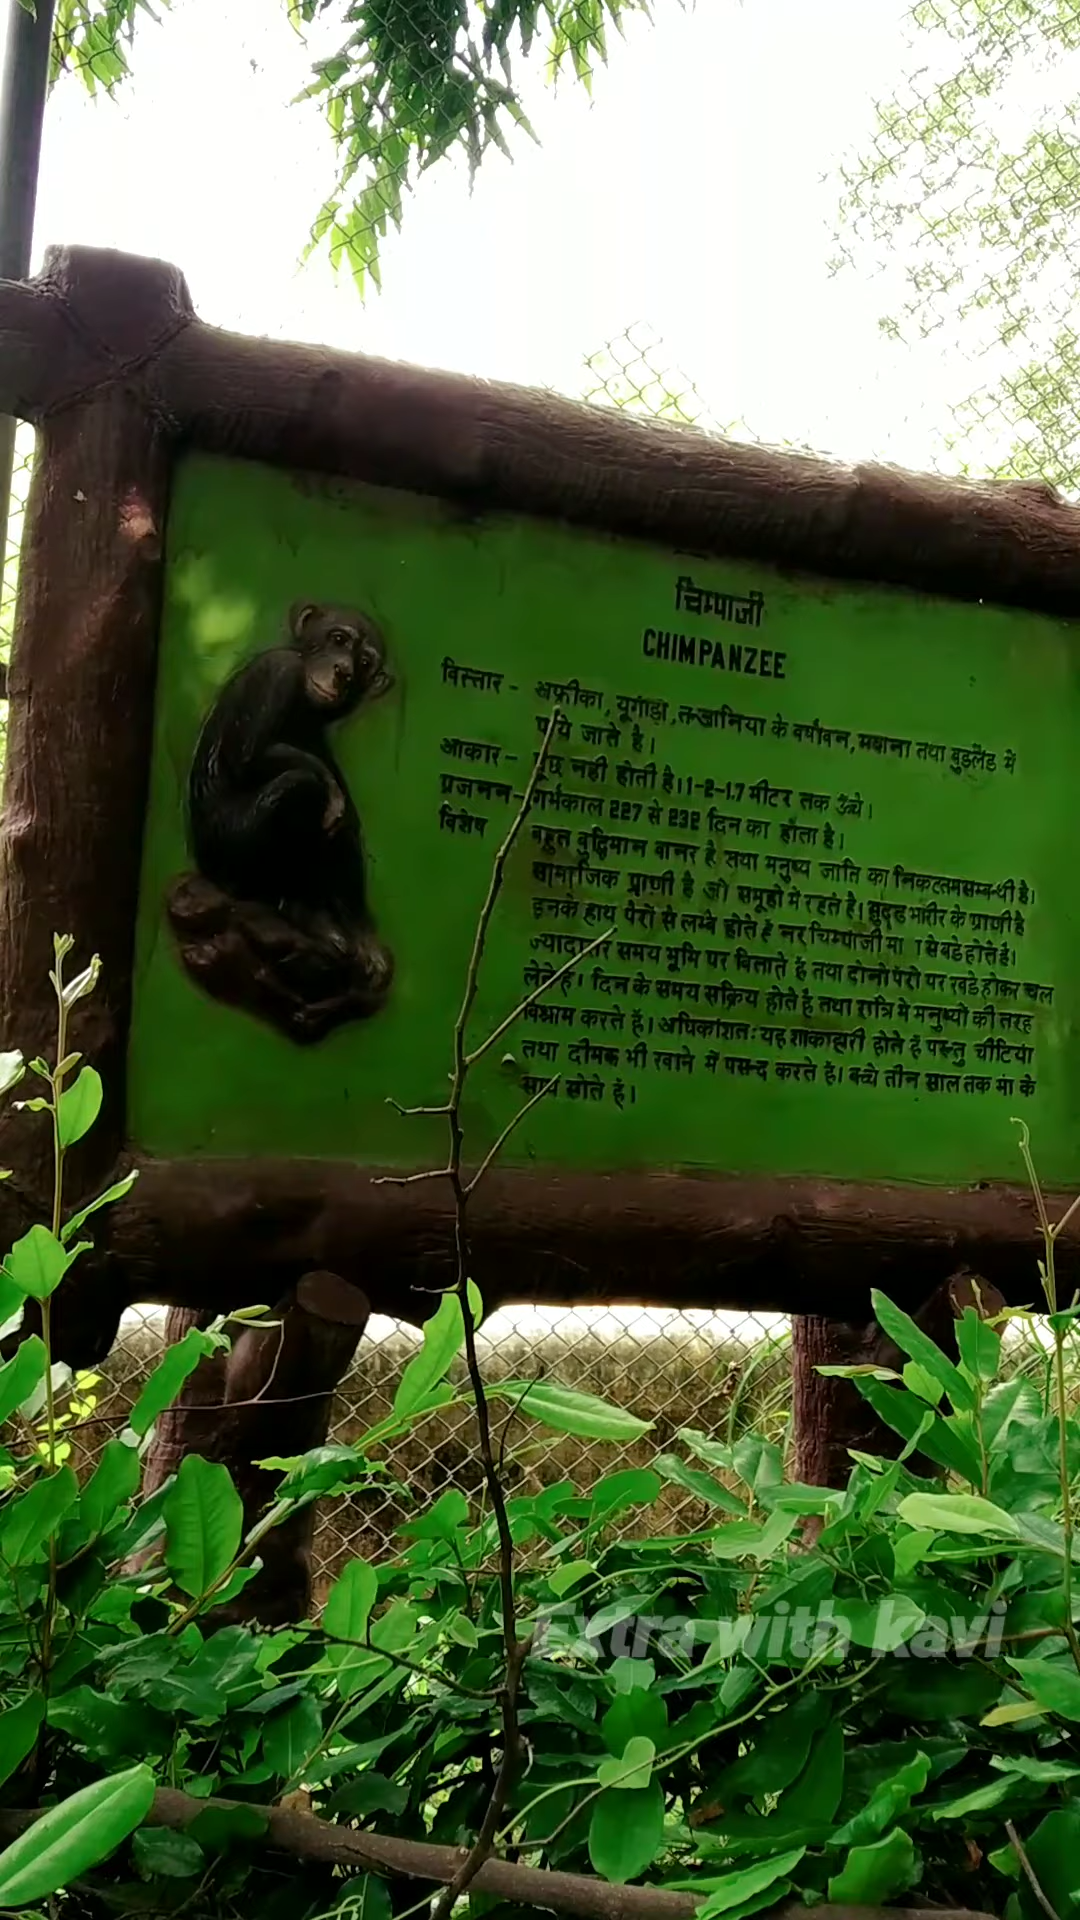 चिम्पाजी
CHIMPANZEE
विस्तार - अफ्रीका, यूगांडा, तन्जानिया के वर्षावन, मवाना तथा वुडलैंड में
पाये जाते है।
आकार - पूछ नही होती है। 1-2-1.7 मीटर तक ऊँचे।
प्रजनन - गर्भकाल 227 से 232 दिन का होता है।
विशेष बहुत बुद्धिमान वानर है तथा मनुष्य जाति का निकटतम सम्बन्धी है।
सामाजिक प्राणी है जो समूहो में रहते है। सुदृढ शरीर के प्राणी है
इनके हाथ पैरों से लम्बे होते है नर चिम्पाजी मा से बडे होते है।
ज्यादातर समय भूमि पर बिताते है तथा दोनो पैरो पर खडे होकर चल
लेते है। दिन के समय सक्रिय होते है तथा रात्रि मे मनुष्यों की तरह
विश्राम करते हैं। अधिकांशतः यह शाकाहारी होते हैं परन्तु चीटियां
तथा दीमक भी खाने में पसन्द करते है। बच्चे तीन साल तक मां के
साथ सोते हैं।
Extra with kavi